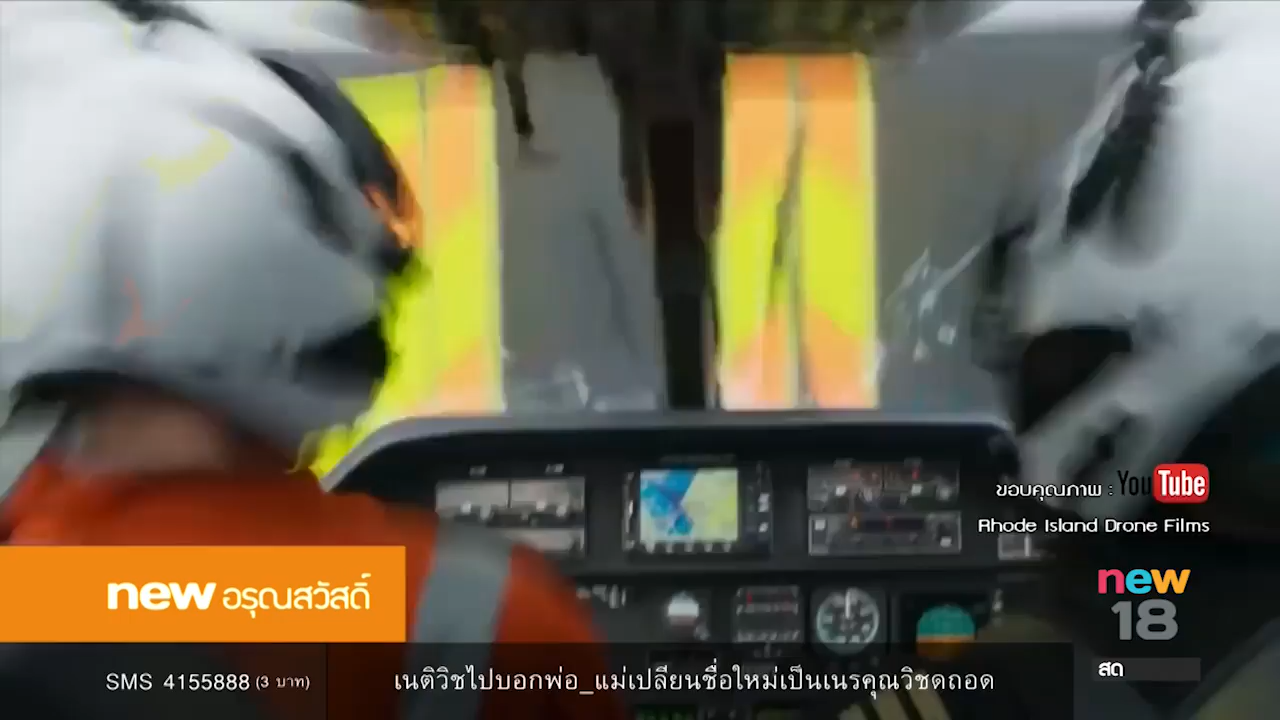 ขอบคุณภาพ : YouTube
Rhode Island Drone Films
new อรุณสวัสดิ์
new
18
สด
SMS 4155888 (3 บาท)
เนติวิชไปบอกพ่อ_แม่เปลี่ยนชื่อใหม่เป็นเนรคุณวิชดถอด